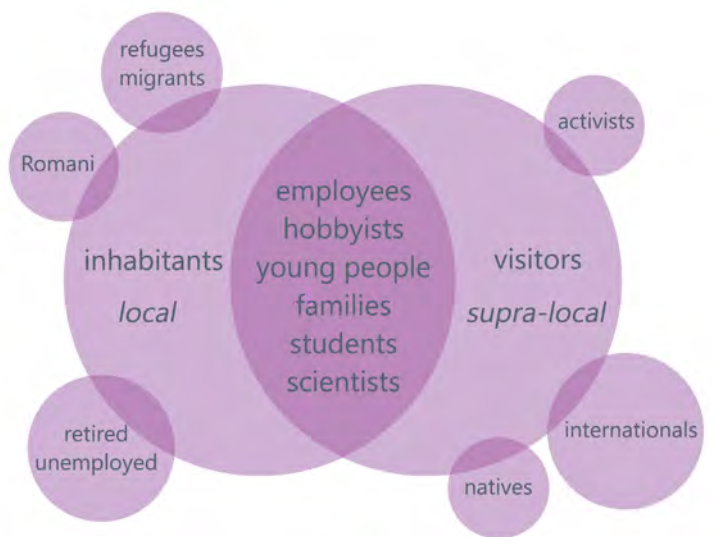 refugees
migrants
Romani
activists
employees
hobbyists
young people
families
students
scientists
inhabitants
local
visitors
supra-local
retired
unemployed
internationals
natives